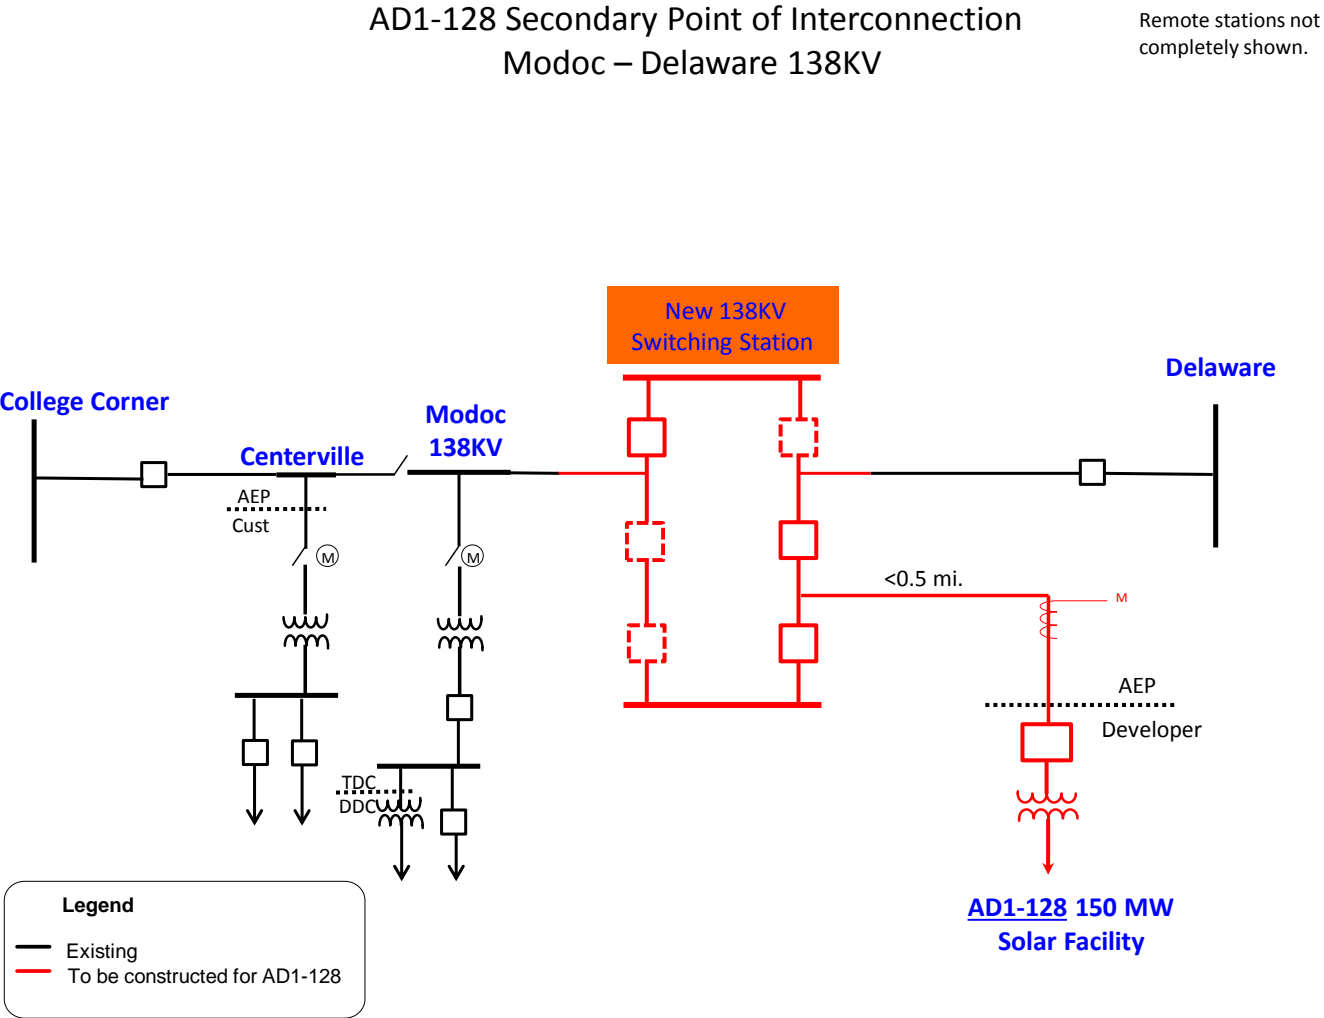 AD1-128 Secondary Point of Interconnection
Modoc – Delaware 138KV
Remote stations not
completely shown.
New 138KV
Switching Station
Delaware
College Corner
Modoc
138KV
Centerville
AEP
Cust
M
M
<0.5 mi.
M
AEP
Developer
TDC
DDC
AD1-128 150 MW
Solar Facility
Legend
Existing
To be constructed for AD1-128